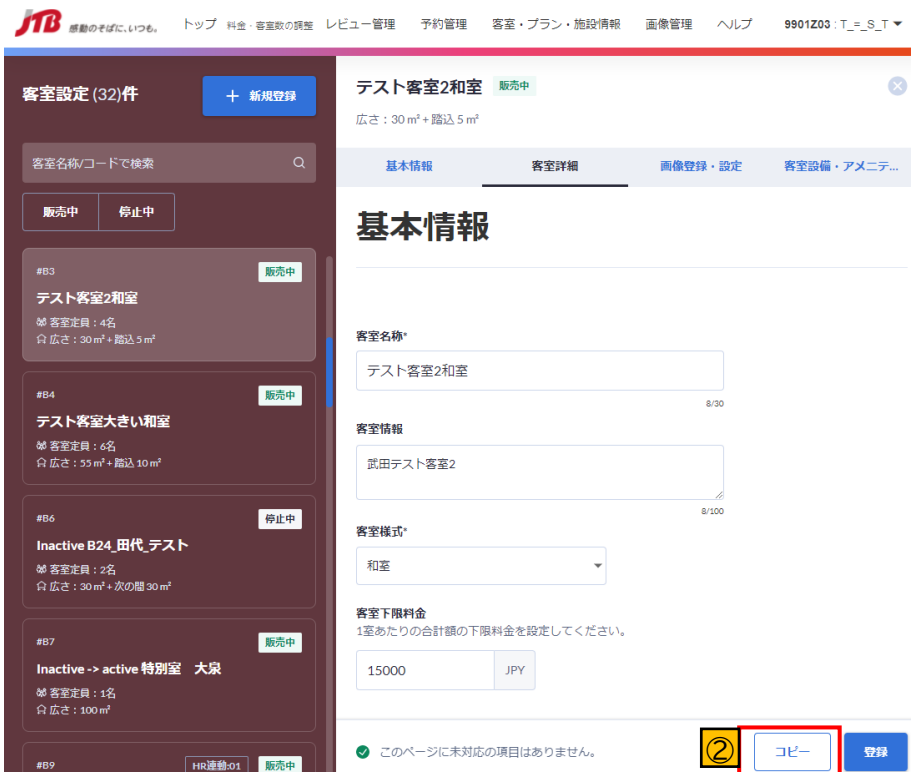 JTB 感動のそばに、いつも。 トップ 料金・客室数の調整 レビュー管理 予約管理 客室・プラン・施設情報 画像管理 ヘルプ 9901Z03 : T_=_S_T
客室設定 (32)件
＋ 新規登録
客室名称/コードで検索
販売中 停止中
#B3 販売中
テスト客室2和室
客室定員：4名
広さ：30㎡+踏込 5㎡
#B4 販売中
テスト客室大きい和室
客室定員：6名
広さ：55㎡+踏込 10㎡
#B6 停止中
Inactive B24_田代_テスト
客室定員：2名
広さ：30㎡+次の間 30㎡
#B7 販売中
Inactive -> active 特別室　大泉
客室定員：1名
広さ：100㎡
#B9 HR連動:01 販売中
テスト客室2和室 販売中
広さ：30㎡+踏込 5㎡
基本情報 客室詳細 画像登録・設定 客室設備・アメニテ...
基本情報
客室名称*
テスト客室2和室
8/30
客室情報
武田テスト客室2
8/100
客室様式*
和室
客室下限料金
1室あたりの合計額の下限料金を設定してください。
15000 JPY
このページに未対応の項目はありません。 ② コピー 登録